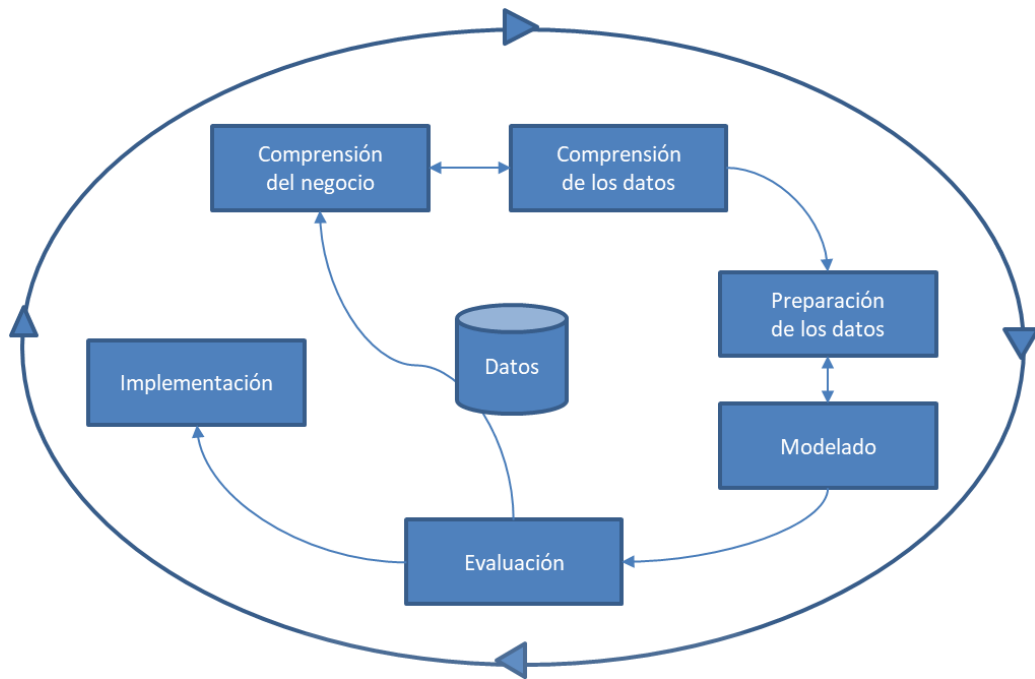 Comprensión
del negocio
Comprensión
de los datos
Preparación
de los datos
Datos
Implementación
Modelado
Evaluación